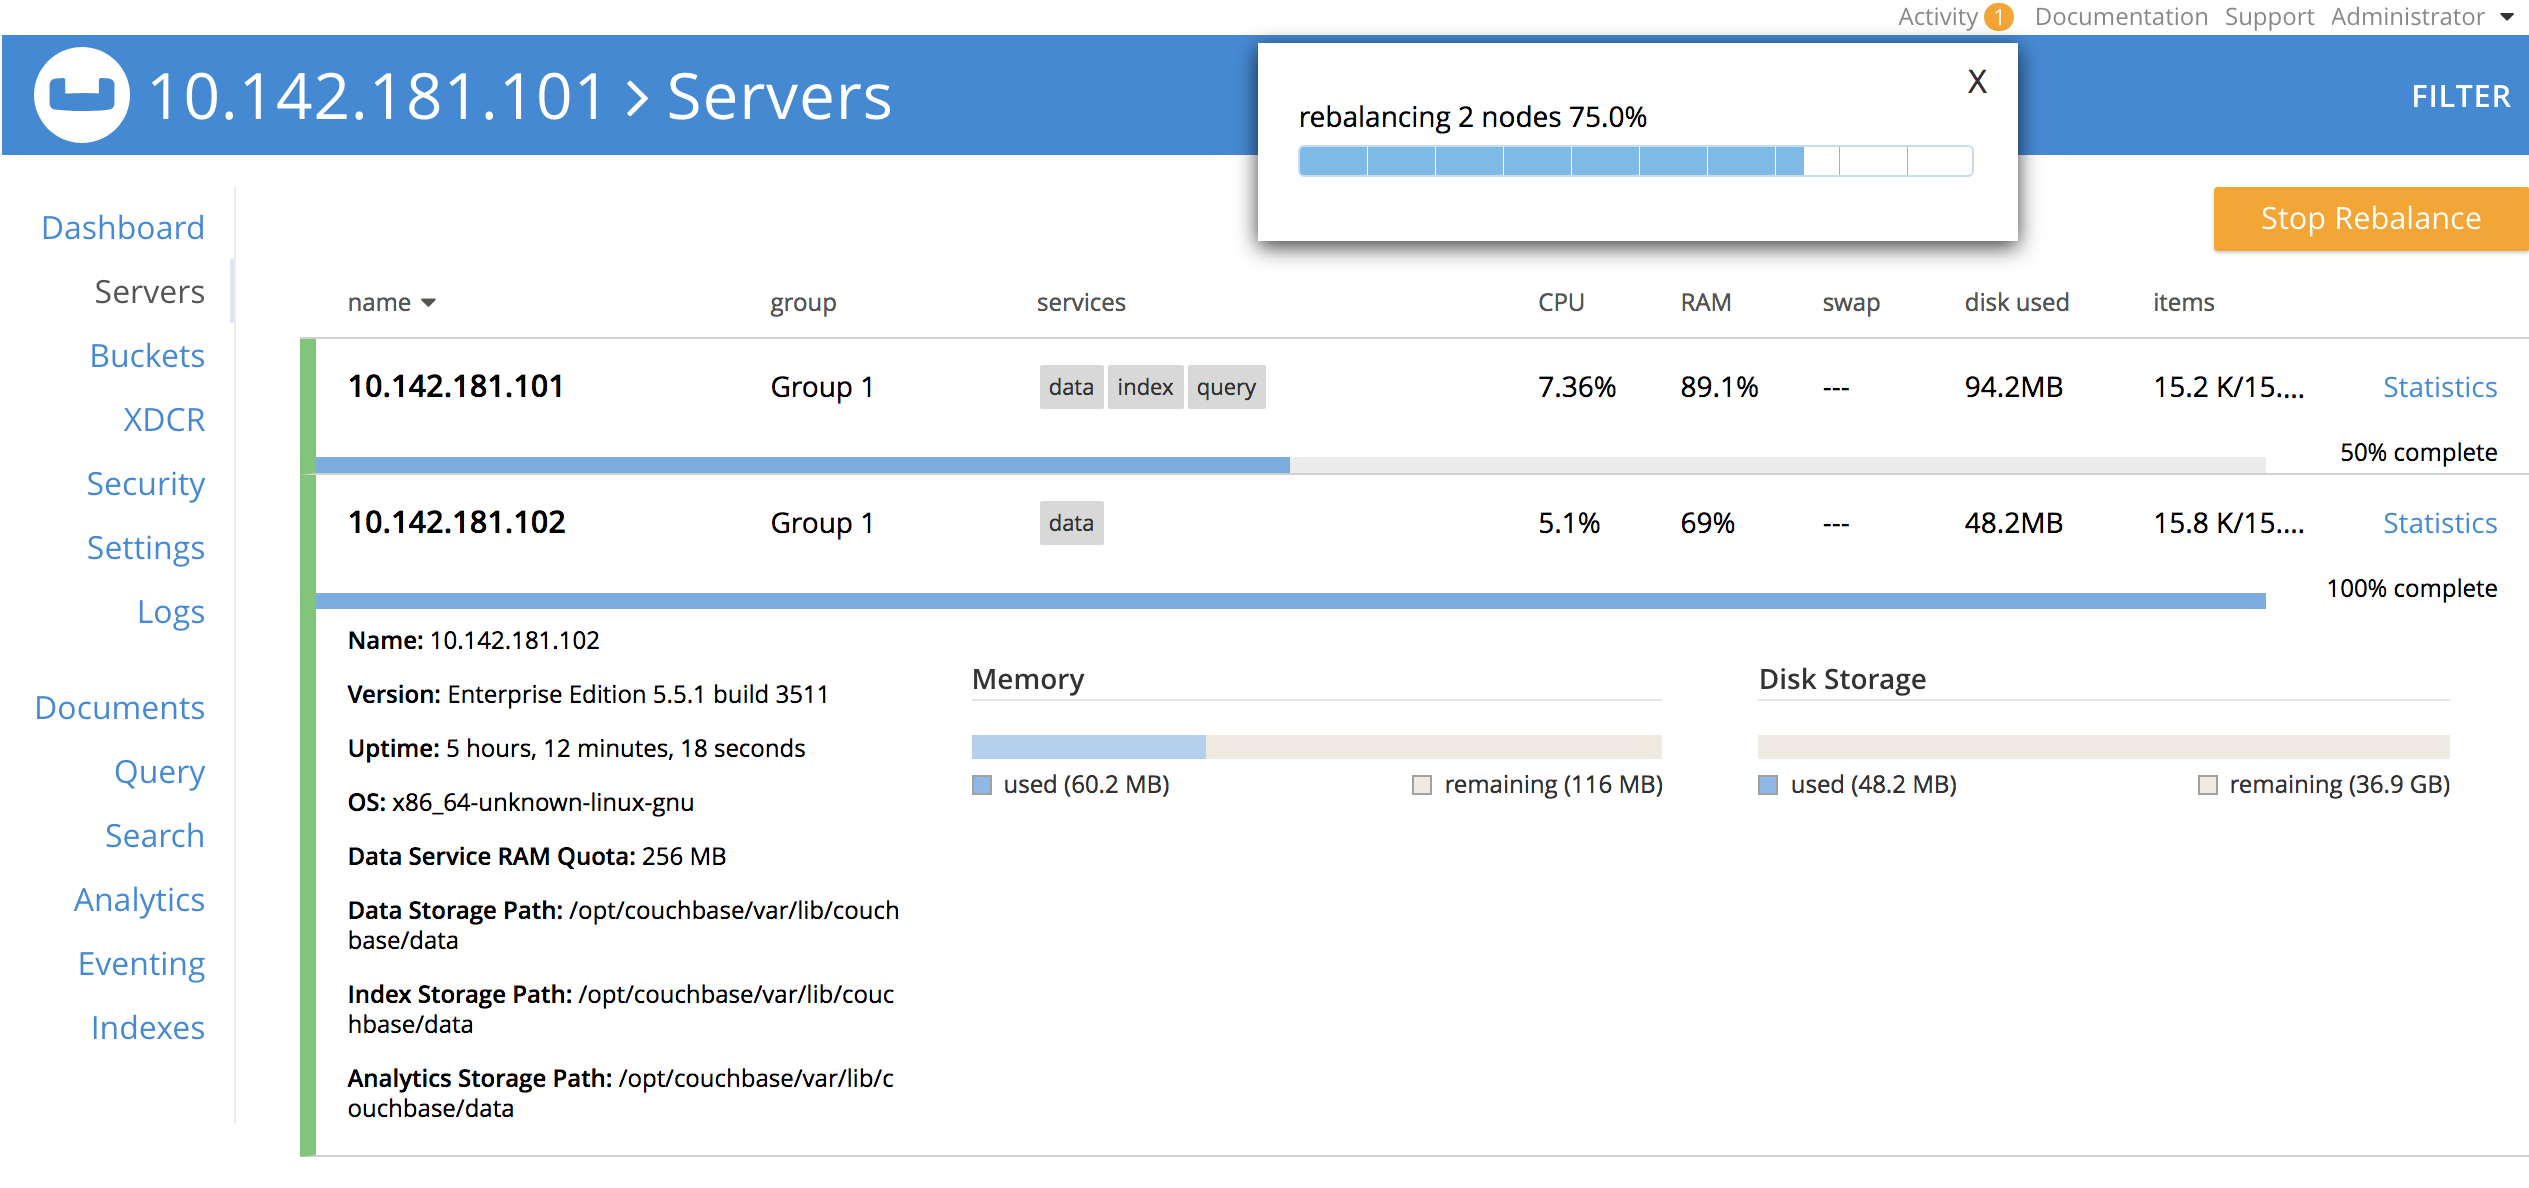 Activity 1 Documentation Support Administrator
10.142.181.101 > Servers
FILTER
X
rebalancing 2 nodes 75.0%
Stop Rebalance
Dashboard
Servers
Buckets
XDCR
Security
Settings
Logs
Documents
Query
Search
Analytics
Eventing
Indexes
name group services CPU RAM swap disk used items
10.142.181.101 Group 1 data index query 7.36% 89.1% --- 94.2MB 15.2 K/15.... Statistics
50% complete
10.142.181.102 Group 1 data 5.1% 69% --- 48.2MB 15.8 K/15.... Statistics
100% complete
Name: 10.142.181.102
Version: Enterprise Edition 5.5.1 build 3511
Uptime: 5 hours, 12 minutes, 18 seconds
OS: x86_64-unknown-linux-gnu
Data Service RAM Quota: 256 MB
Data Storage Path: /opt/couchbase/var/lib/couch
base/data
Index Storage Path: /opt/couchbase/var/lib/couc
hbase/data
Analytics Storage Path: /opt/couchbase/var/lib/c
ouchbase/data
Memory
used (60.2 MB) remaining (116 MB)
Disk Storage
used (48.2 MB) remaining (36.9 GB)